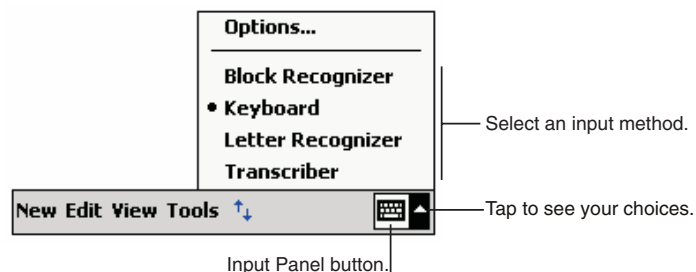 Options...
Block Recognizer
• Keyboard
Letter Recognizer
Transcriber
Select an input method.
New Edit View Tools
Tap to see your choices.
Input Panel button.